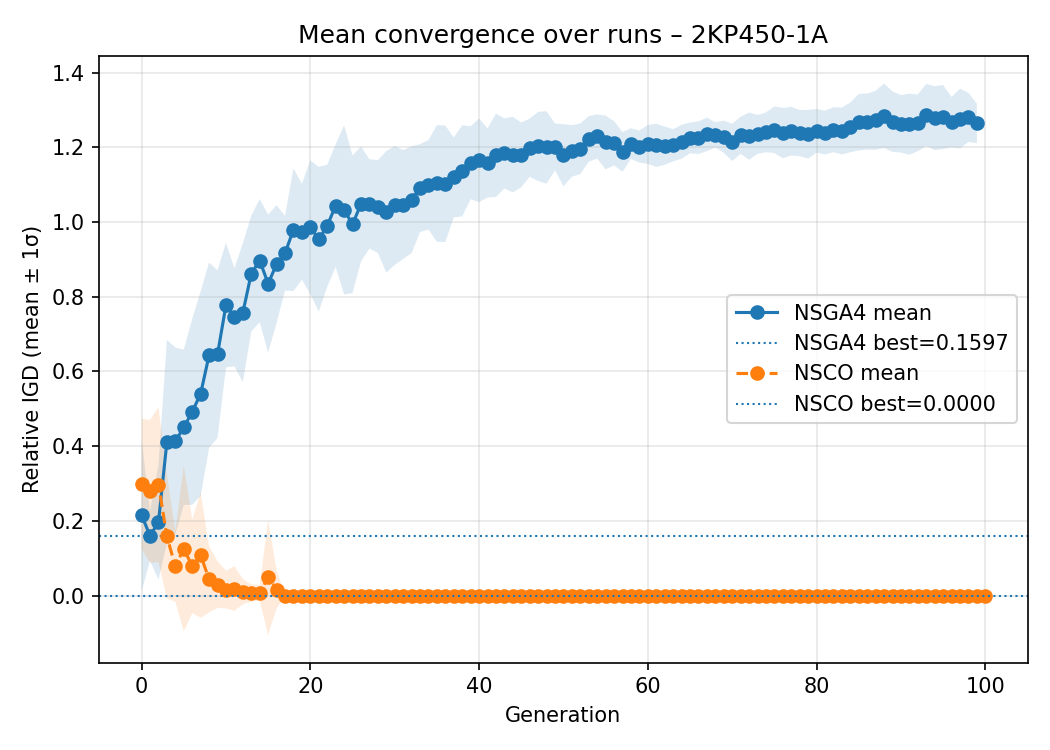 Mean convergence over runs – 2KP450-1A
Relative IGD (mean ± 1σ)
1.4
1.2
1.0
0.8
0.6
0.4
0.2
0.0
NSGA4 mean
NSGA4 best=0.1597
NSCO mean
NSCO best=0.0000
0 20 40 60 80 100
Generation